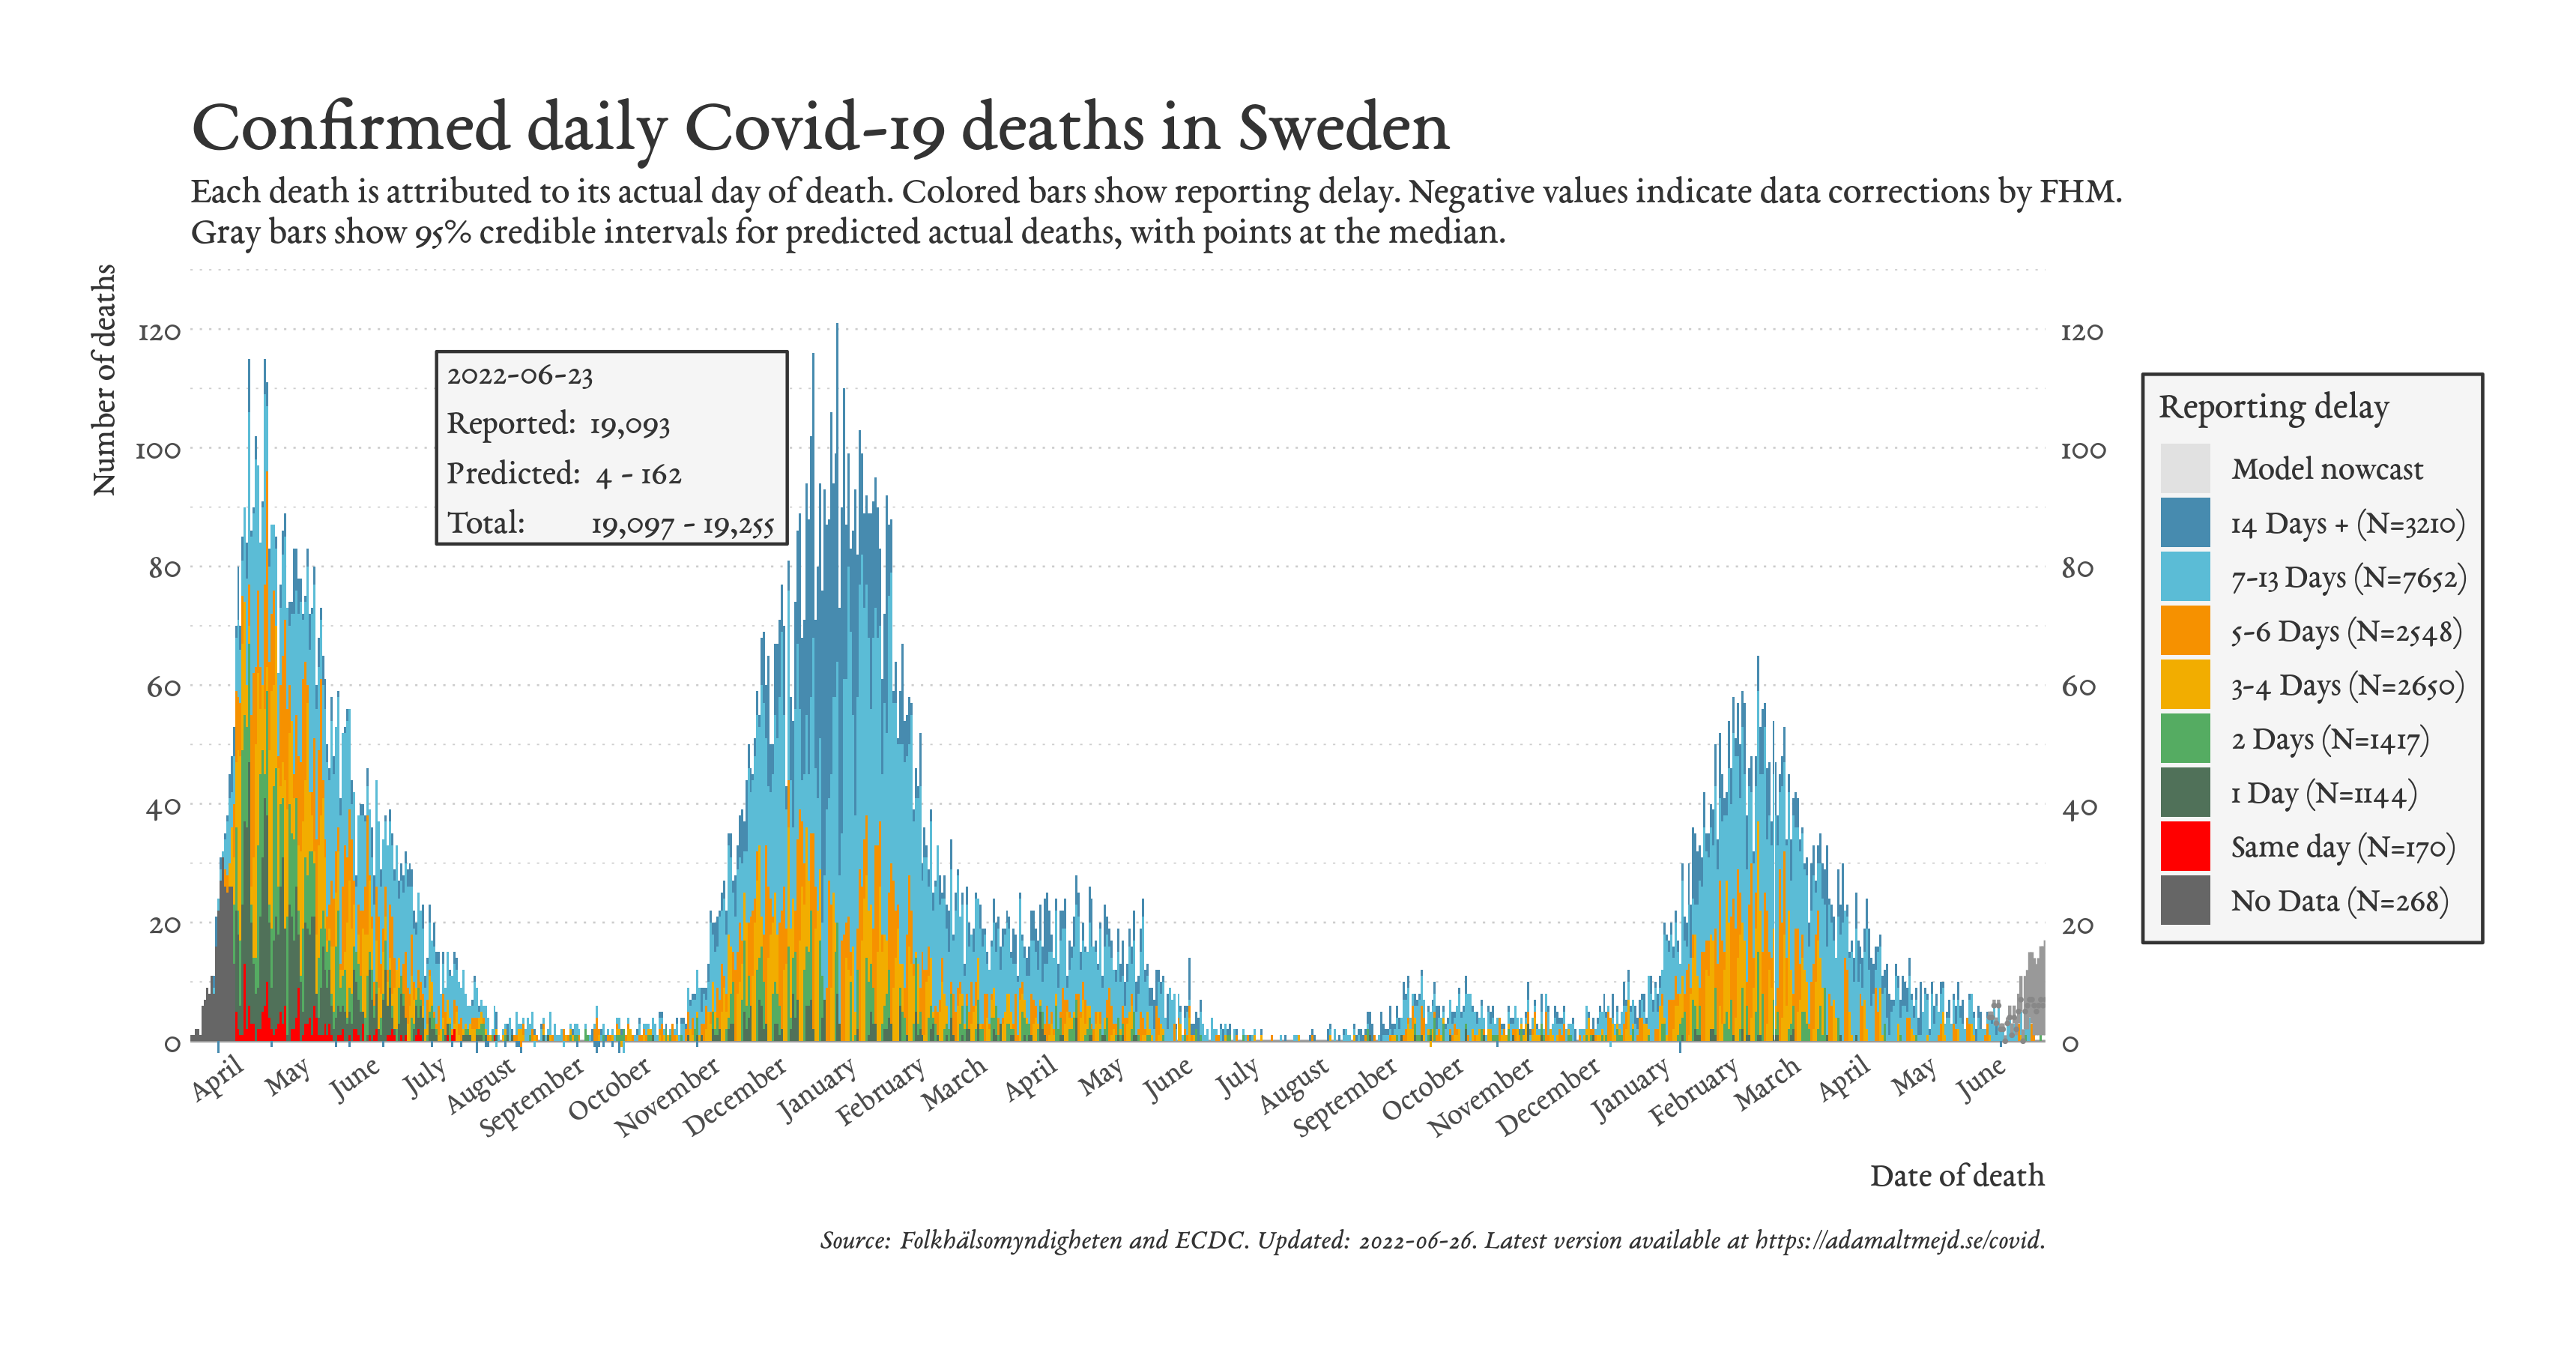 Confirmed daily Covid-19 deaths in Sweden
Each death is attributed to its actual day of death. Colored bars show reporting delay. Negative values indicate data corrections by FHM.
Gray bars show 95% credible intervals for predicted actual deaths, with points at the median.
Number of deaths
120
100
80
60
40
20
0
2022-06-23
Reported: 19,093
Predicted: 4 - 162
Total: 19,097 - 19,255
120
100
80
60
40
20
0
Reporting delay
Model nowcast
14 Days + (N=3210)
7-13 Days (N=7652)
5-6 Days (N=2548)
3-4 Days (N=2650)
2 Days (N=1417)
1 Day (N=1144)
Same day (N=170)
No Data (N=268)
April May June July August September October November December January February March April May June July August September October November December January February March April May June
Date of death
Source: Folkhälsomyndigheten and ECDC. Updated: 2022-06-26. Latest version available at https://adamaltmejd.se/covid.